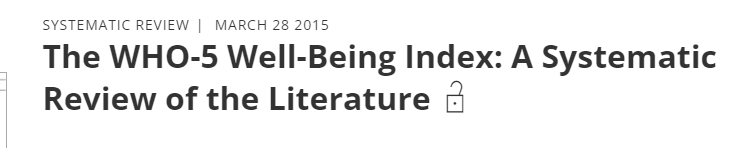 SYSTEMATIC REVIEW | MARCH 28 2015
The WHO-5 Well-Being Index: A Systematic
Review of the Literature